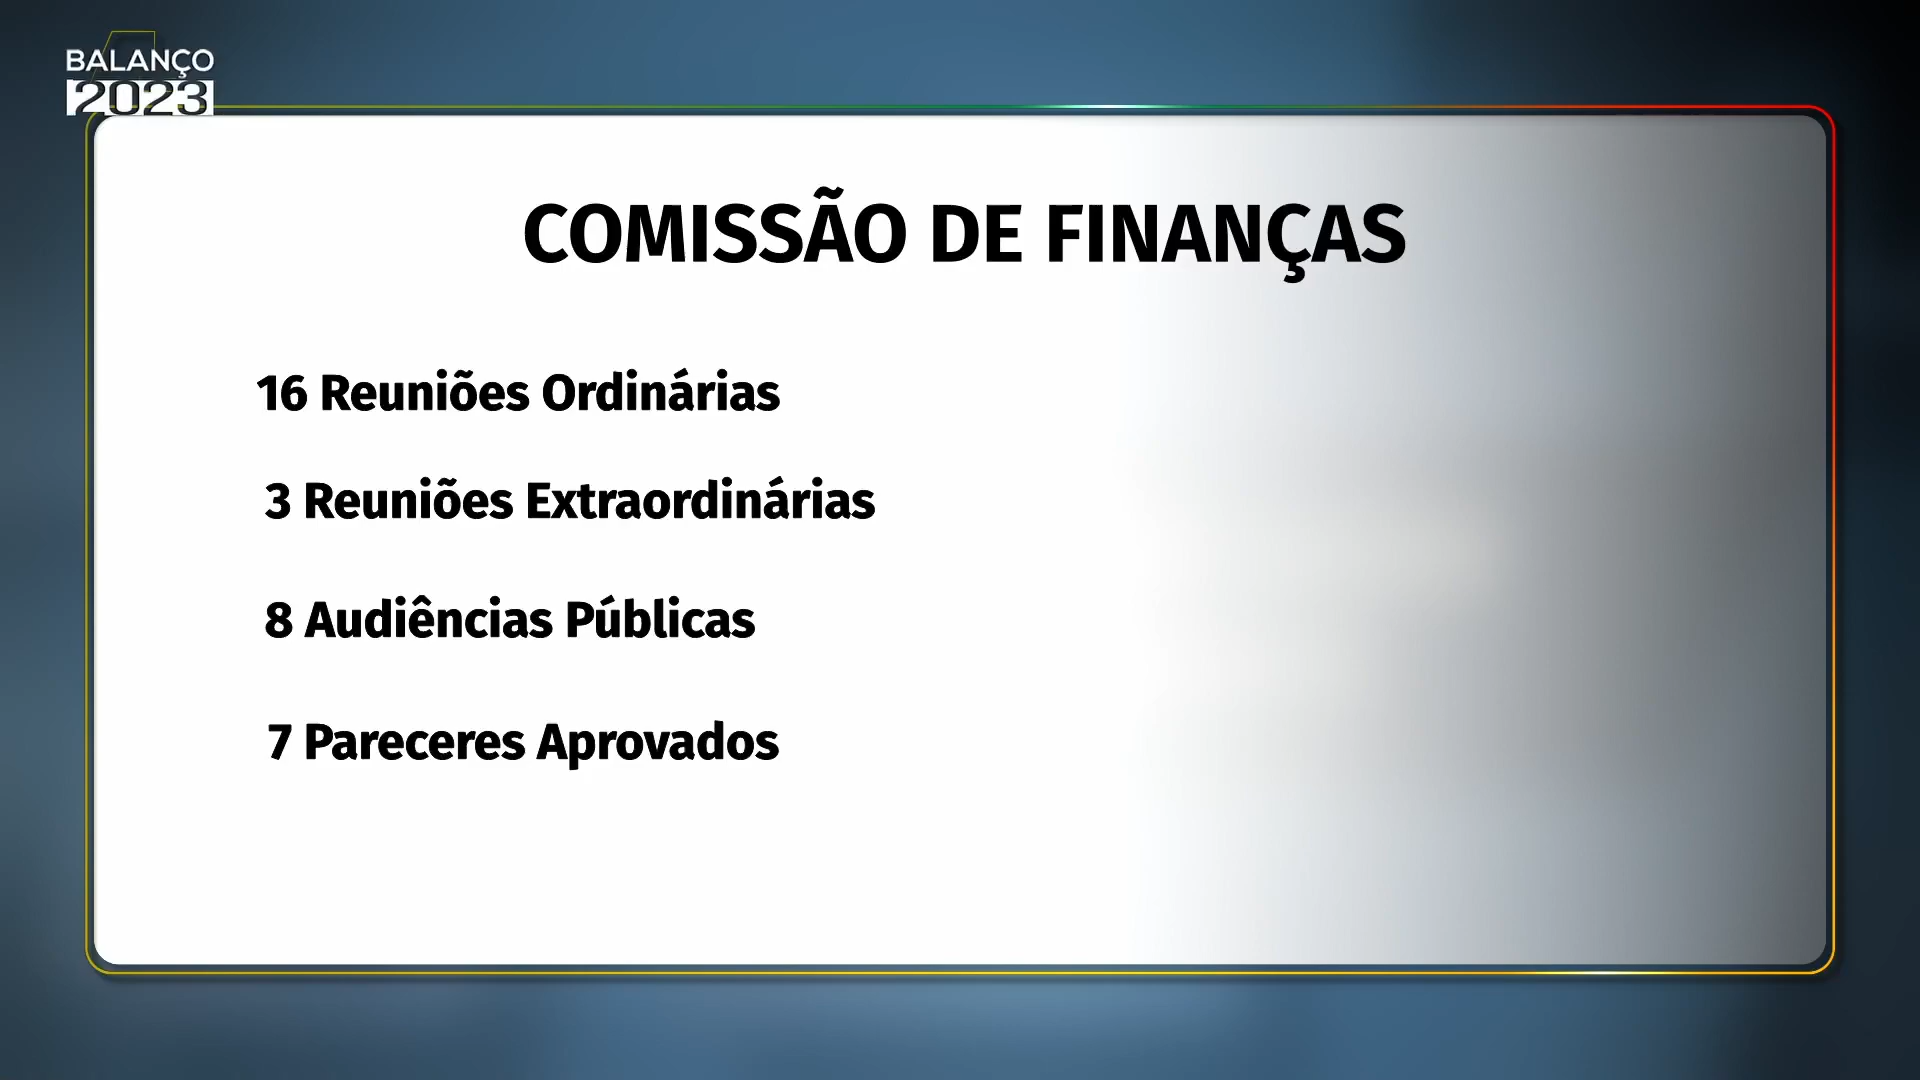 BALANÇO
2023
COMISSÃO DE FINANÇAS
16 Reuniões Ordinárias
3 Reuniões Extraordinárias
8 Audiências Públicas
7 Pareceres Aprovados